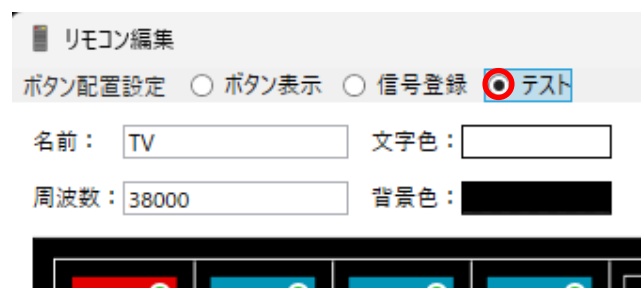 リモコン編集
ボタン配置設定 ボタン表示 信号登録 テスト
名前： TV 文字色：
周波数： 38000 背景色：